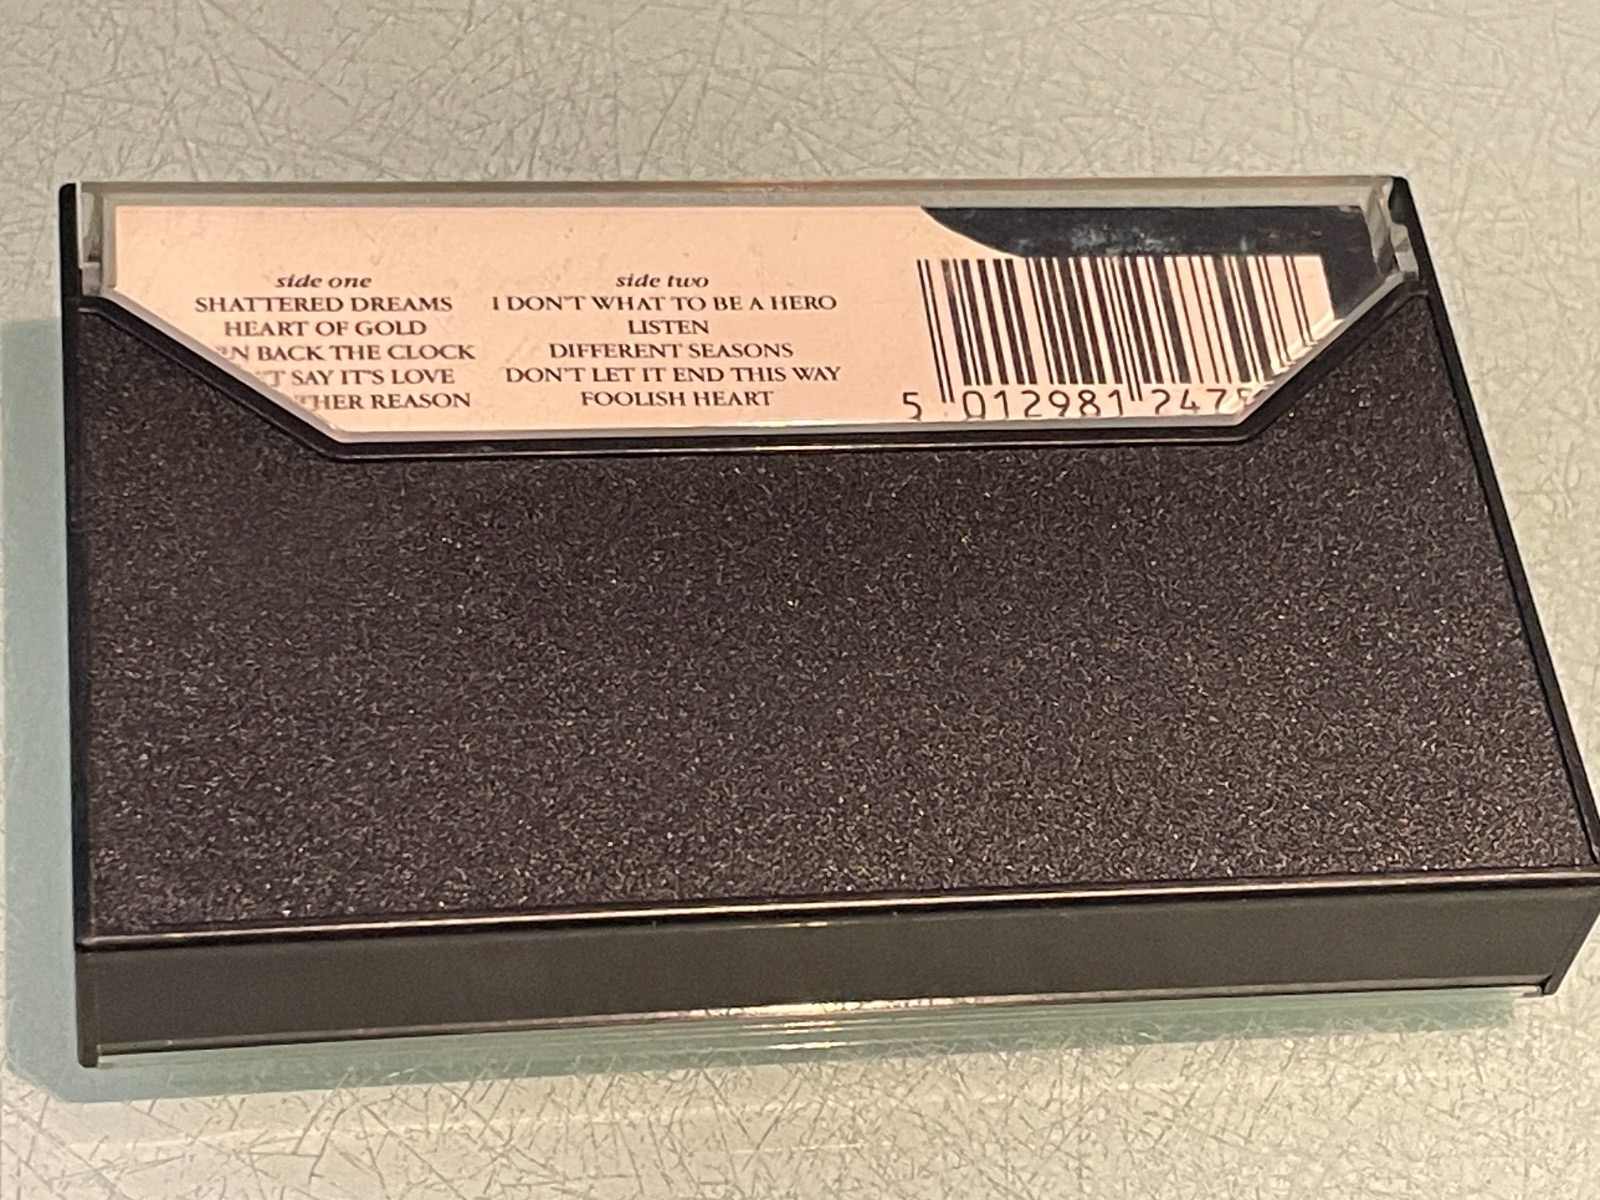 side one
SHATTERED DREAMS
HEART OF GOLD
BACK THE CLOCK
SAY IT'S LOVE
REASON
side two
I DON'T WHAT TO BE A HERO
LISTEN
DIFFERENT SEASONS
DON'T LET IT END THIS WAY
FOOLISH HEART
5 012981 247